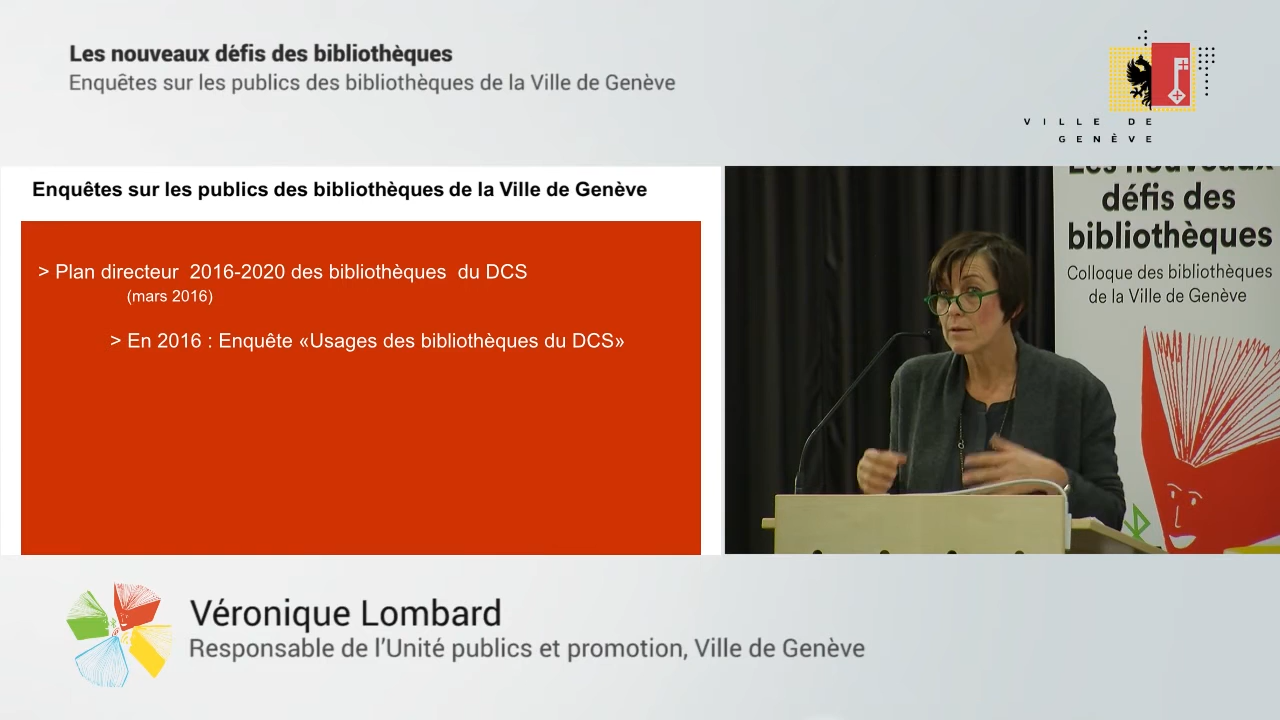 Les nouveaux défis des bibliothèques
Enquêtes sur les publics des bibliothèques de la Ville de Genève
VILLE DE
GENÈVE
Enquêtes sur les publics des bibliothèques de la Ville de Genève
> Plan directeur 2016-2020 des bibliothèques du DCS
(mars 2016)
> En 2016 : Enquête «Usages des bibliothèques du DCS»
Les nouveaux
défis des
bibliothèques
Colloque des bibliothèques
de la Ville de Genève
Véronique Lombard
Responsable de l'Unité publics et promotion, Ville de Genève